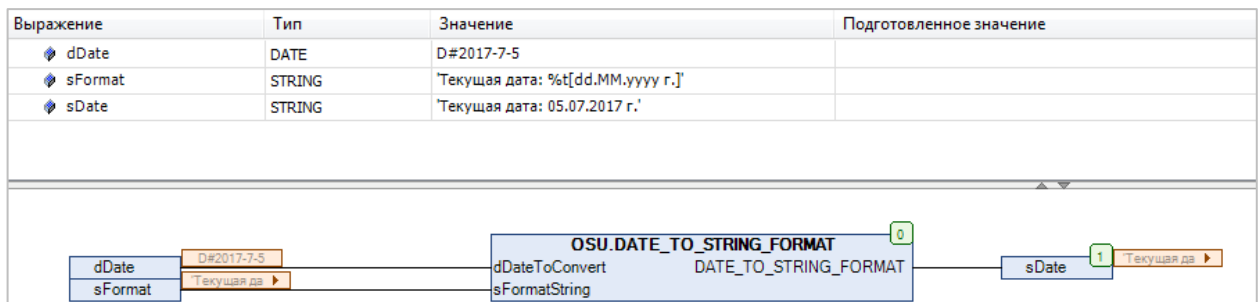 Выражение Тип Значение Подготовленное значение
dDate DATE D#2017-7-5
sFormat STRING 'Текущая дата: %t[dd.MM.yyyy г.]'
sDate STRING 'Текущая дата: 05.07.2017 г.'
0
OSU.DATE_TO_STRING_FORMAT
dDate D#2017-7-5 dDateToConvert DATE_TO_STRING_FORMAT sDate 1 'Текущая да
sFormat 'Текущая да sFormatString